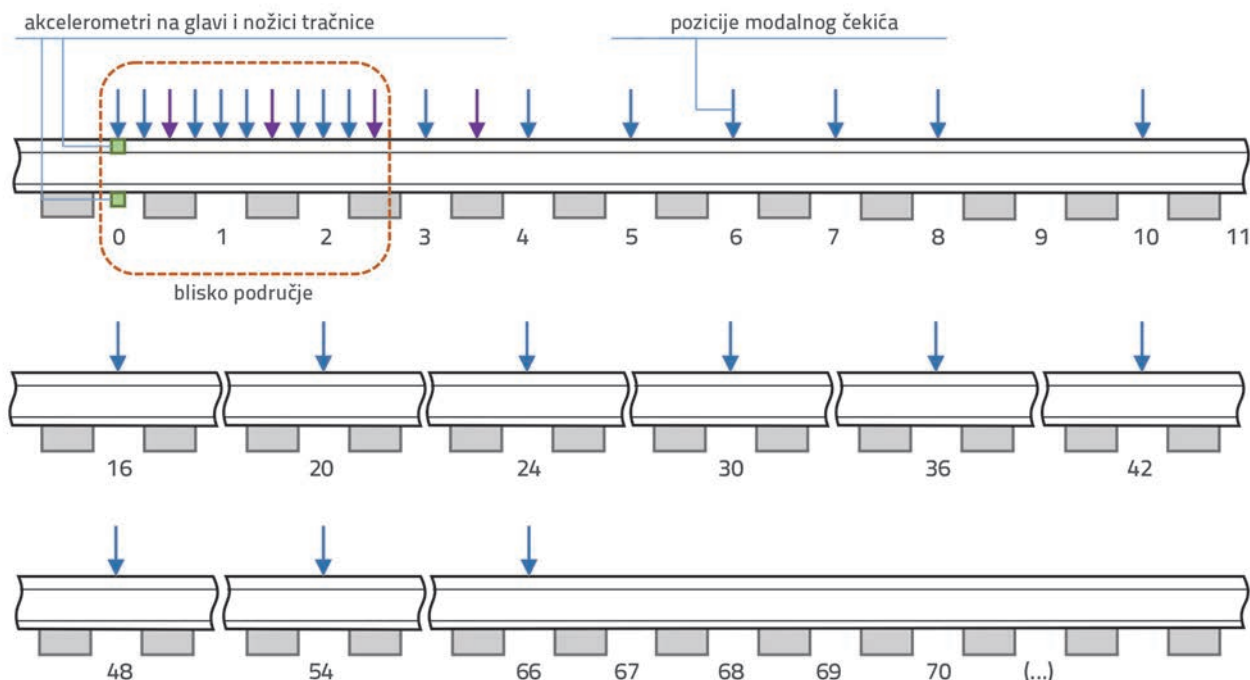 akcelerometri na glavi i nožici tračnice
pozicije modalnog čekića
0 1 2 3 4 5 6 7 8 9 10 11
blisko područje
16 20 24 30 36 42
48 54 66 67 68 69 70 (...)